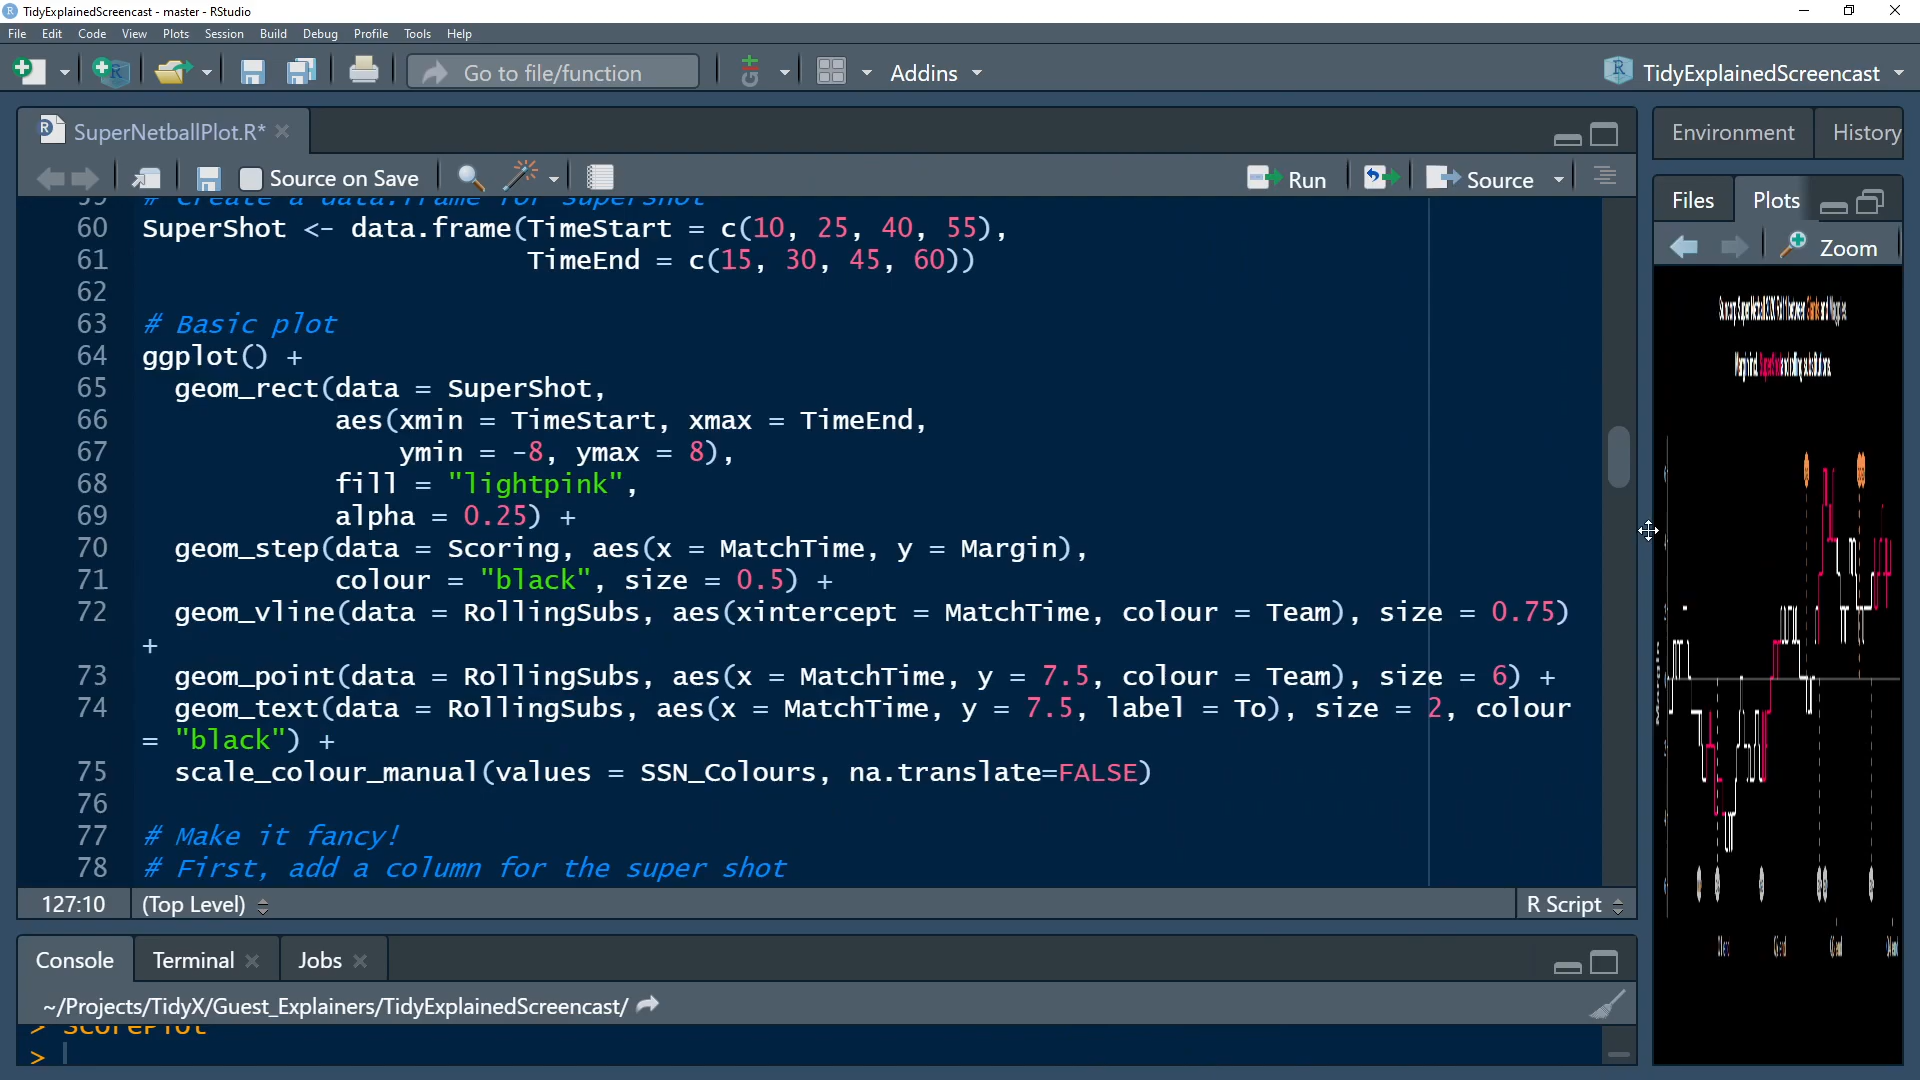 TidyExplainedScreencast - master - RStudio
File Edit Code View Plots Session Build Debug Profile Tools Help
Go to file/function
Addins
TidyExplainedScreencast
SuperNetballPlot.R*
Environment History
Source on Save
Run
Source
Files Plots
Zoom
59 # Create a data.frame for SuperShot
60 SuperShot <- data.frame(TimeStart = c(10, 25, 40, 55),
61 TimeEnd = c(15, 30, 45, 60))
62
63 # Basic plot
64 ggplot() +
65 geom_rect(data = SuperShot,
66 aes(xmin = TimeStart, xmax = TimeEnd,
67 ymin = -8, ymax = 8),
68 fill = "lightpink",
69 alpha = 0.25) +
70 geom_step(data = Scoring, aes(x = MatchTime, y = Margin),
71 colour = "black", size = 0.5) +
72 geom_vline(data = RollingSubs, aes(xintercept = MatchTime, colour = Team), size = 0.75)
+
73 geom_point(data = RollingSubs, aes(x = MatchTime, y = 7.5, colour = Team), size = 6) +
74 geom_text(data = RollingSubs, aes(x = MatchTime, y = 7.5, label = To), size = 2, colour
= "black") +
75 scale_colour_manual(values = SSN_Colours, na.translate=FALSE)
76
77 # Make it fancy!
78 # First, add a column for the super shot
127:10 (Top Level) R Script
Console Terminal Jobs
~/Projects/TidyX/Guest_Explainers/TidyExplainedScreencast/
> ScorePlot
>